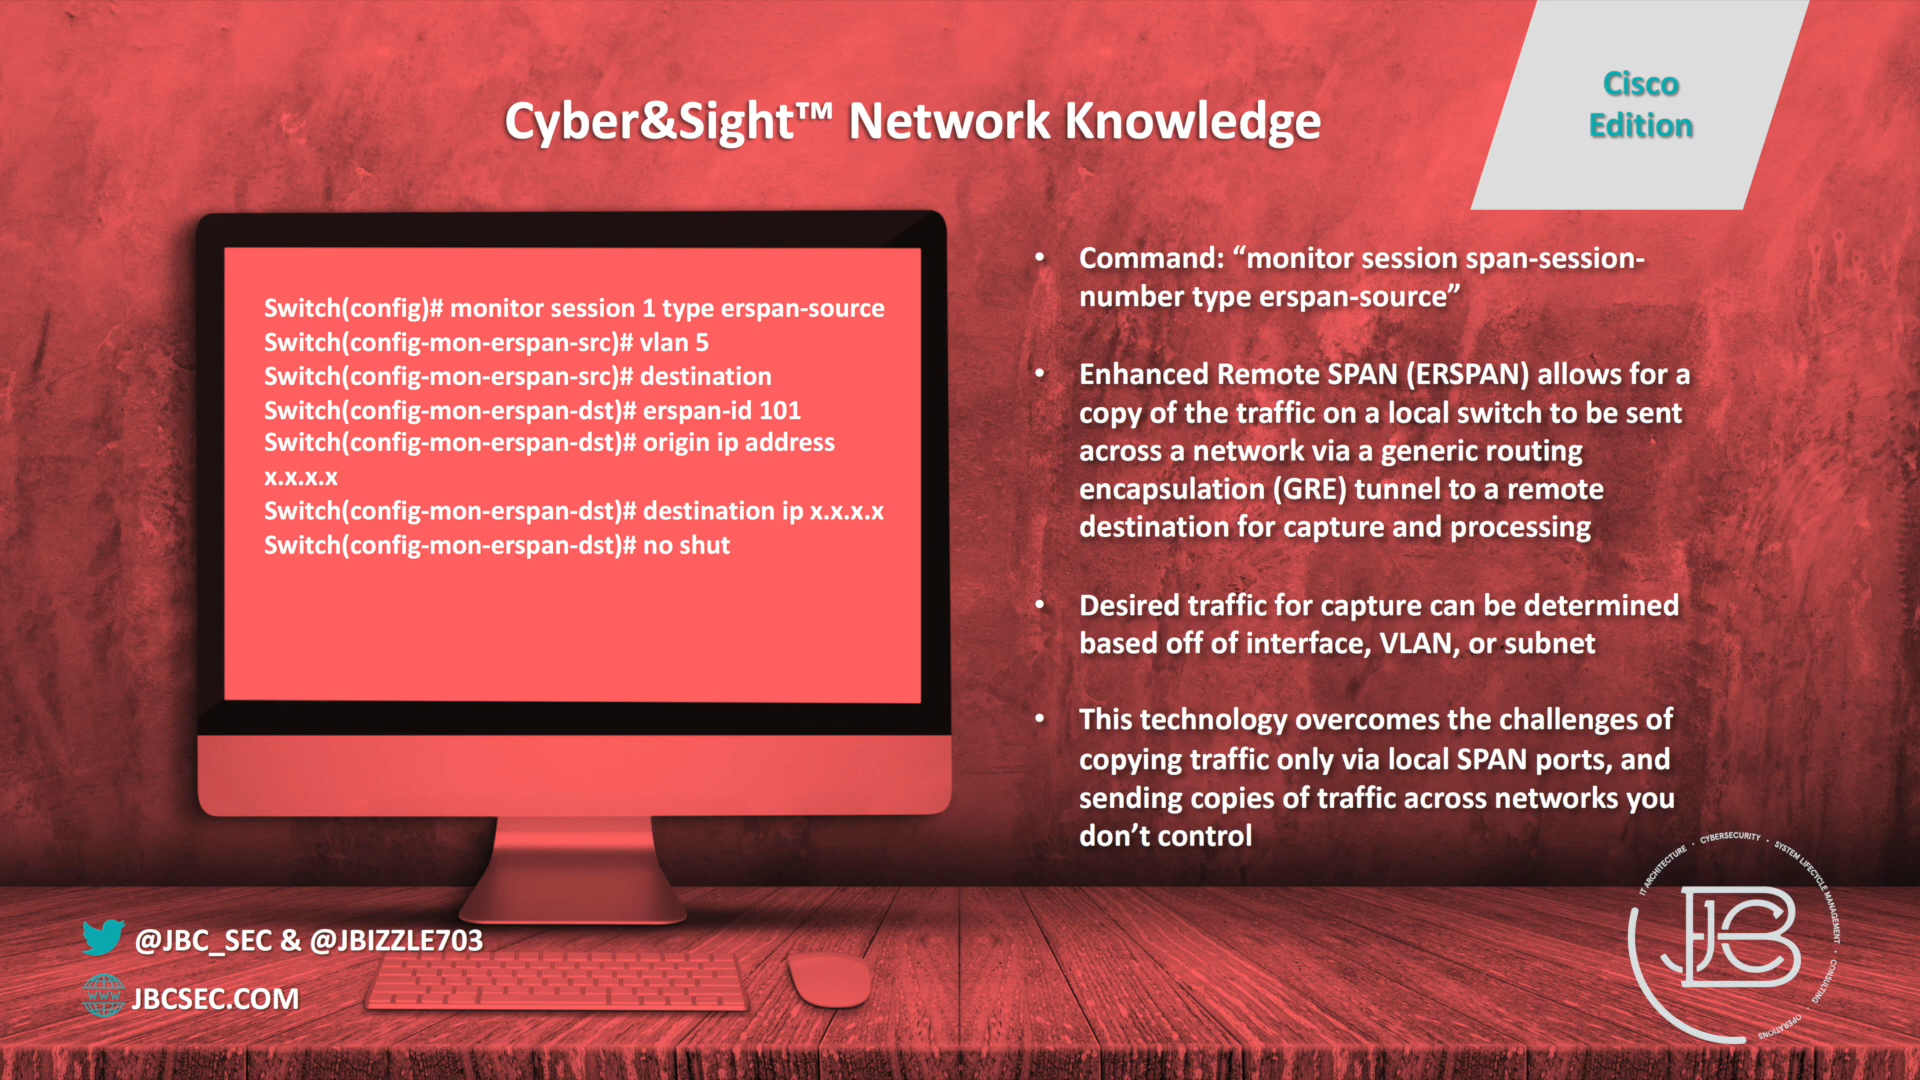 Cisco
Edition
Cyber&Sight™ Network Knowledge
Switch(config)# monitor session 1 type erspan-source
Switch(config-mon-erspan-src)# vlan 5
Switch(config-mon-erspan-src)# destination
Switch(config-mon-erspan-dst)# erspan-id 101
Switch(config-mon-erspan-dst)# origin ip address
x.x.x.x
Switch(config-mon-erspan-dst)# destination ip x.x.x.x
Switch(config-mon-erspan-dst)# no shut
• Command: “monitor session span-session-
number type erspan-source”
• Enhanced Remote SPAN (ERSPAN) allows for a
copy of the traffic on a local switch to be sent
across a network via a generic routing
encapsulation (GRE) tunnel to a remote
destination for capture and processing
• Desired traffic for capture can be determined
based off of interface, VLAN, or subnet
• This technology overcomes the challenges of
copying traffic only via local SPAN ports, and
sending copies of traffic across networks you
don’t control
@JBC_SEC & @JBIZZLE703
WWW
JBCSEC.COM
IT ARCHITECTURE · CYBERSECURITY · SYSTEM LIFECYCLE MANAGEMENT · CONSULTING · OPERATIONS
JBC